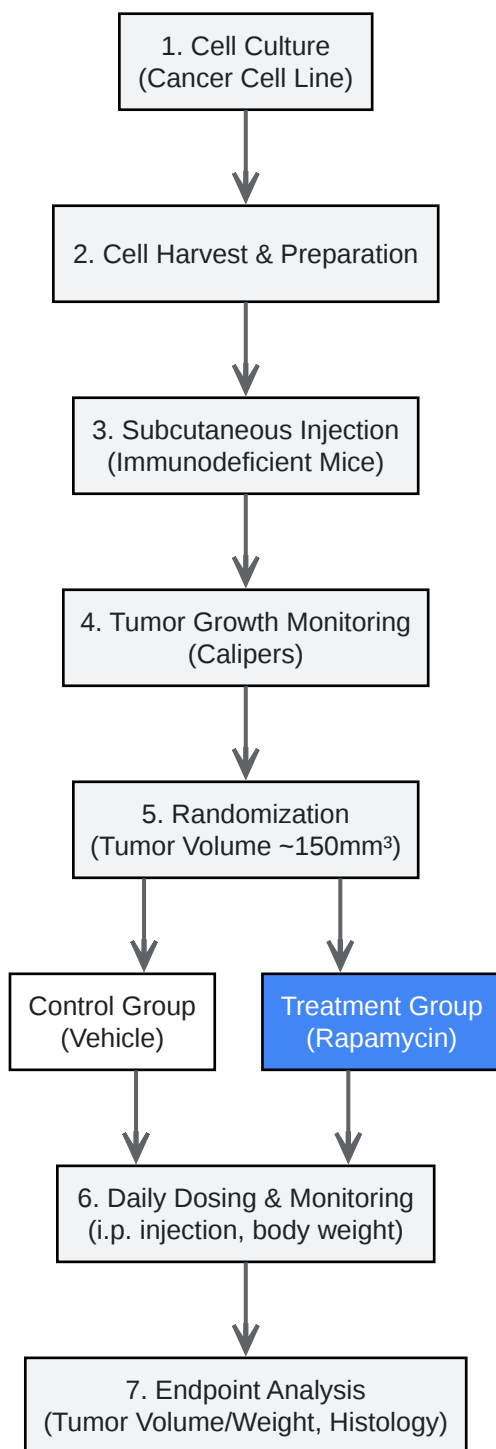 1. Cell Culture
(Cancer Cell Line)
2. Cell Harvest & Preparation
3. Subcutaneous Injection
(Immunodeficient Mice)
4. Tumor Growth Monitoring
(Calipers)
5. Randomization
(Tumor Volume ~150mm³)
Control Group
(Vehicle)
Treatment Group
(Rapamycin)
6. Daily Dosing & Monitoring
(i.p. injection, body weight)
7. Endpoint Analysis
(Tumor Volume/Weight, Histology)